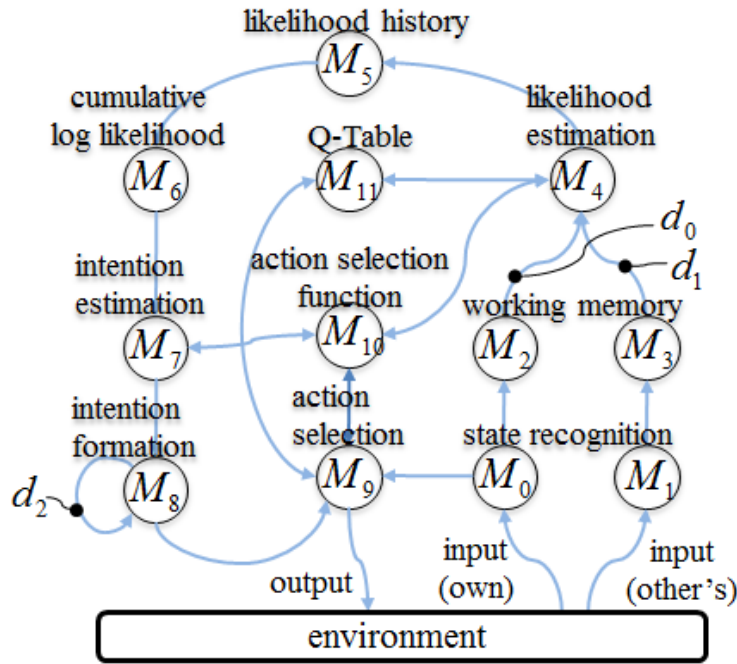 likelihood history
M5
cumulative
log likelihood
M6
Q-Table
M11
likelihood
estimation
M4
d0
d1
intention
estimation
M7
action selection
function
M10
working memory
M2
M3
intention
formation
M8
d2
action
selection
M9
state recognition
M0
M1
output
input
(own)
input
(other's)
environment